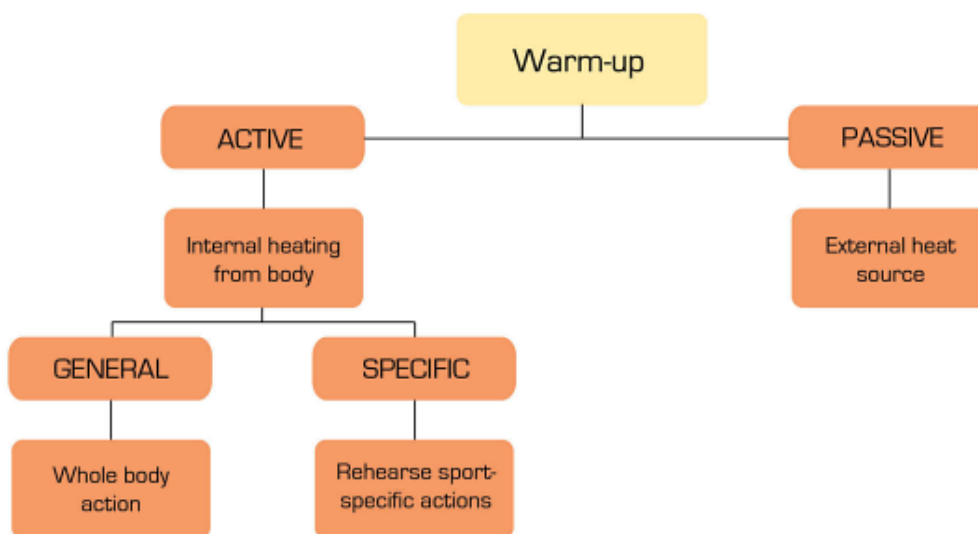 Warm-up
ACTIVE
PASSIVE
Internal heating
from body
External heat
source
GENERAL
SPECIFIC
Whole body
action
Rehearse sport-
specific actions